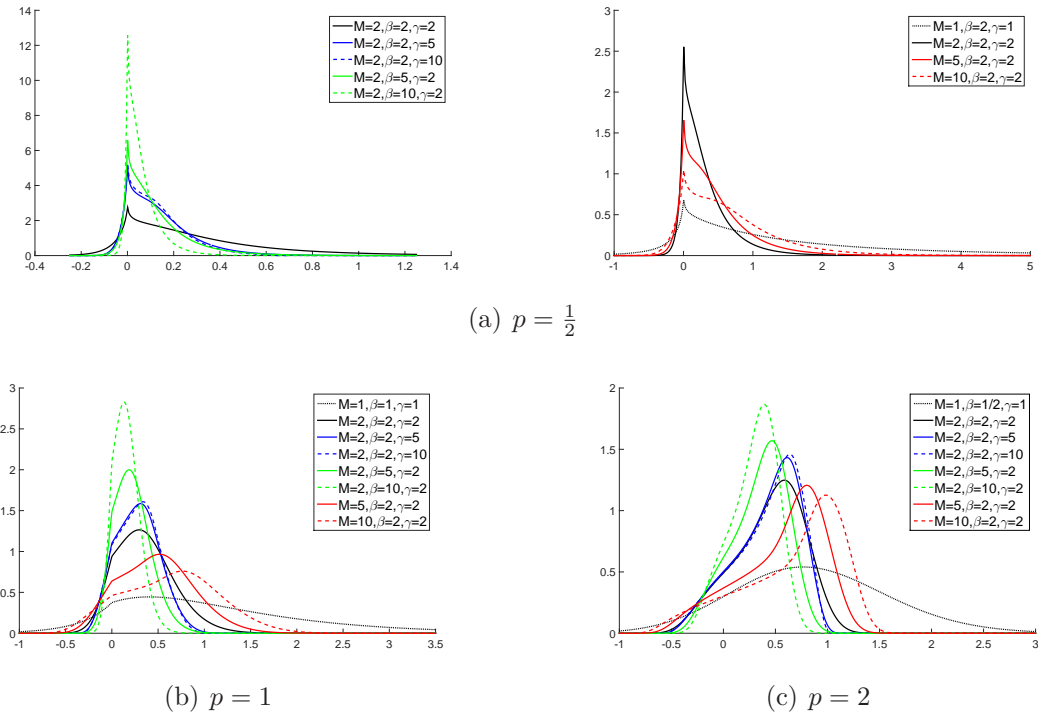 14
12
10
8
6
4
2
0
-0.4 -0.2 0 0.2 0.4 0.6 0.8 1 1.2 1.4
M=2,β=2,γ=2
M=2,β=2,γ=5
M=2,β=2,γ=10
M=2,β=5,γ=2
M=2,β=10,γ=2
3
2.5
2
1.5
1
0.5
0
-1 0 1 2 3 4 5
M=1,β=2,γ=1
M=2,β=2,γ=2
M=5,β=2,γ=2
M=10,β=2,γ=2
(a) p = 1/2
3
2.5
2
1.5
1
0.5
0
-1 -0.5 0 0.5 1 1.5 2 2.5 3 3.5
M=1,β=1,γ=1
M=2,β=2,γ=2
M=2,β=2,γ=5
M=2,β=2,γ=10
M=2,β=5,γ=2
M=2,β=10,γ=2
M=5,β=2,γ=2
M=10,β=2,γ=2
(b) p = 1
2
1.5
1
0.5
0
-1 -0.5 0 0.5 1 1.5 2 2.5 3
M=1,β=1/2,γ=1
M=2,β=2,γ=2
M=2,β=2,γ=5
M=2,β=2,γ=10
M=2,β=5,γ=2
M=2,β=10,γ=2
M=5,β=2,γ=2
M=10,β=2,γ=2
(c) p = 2